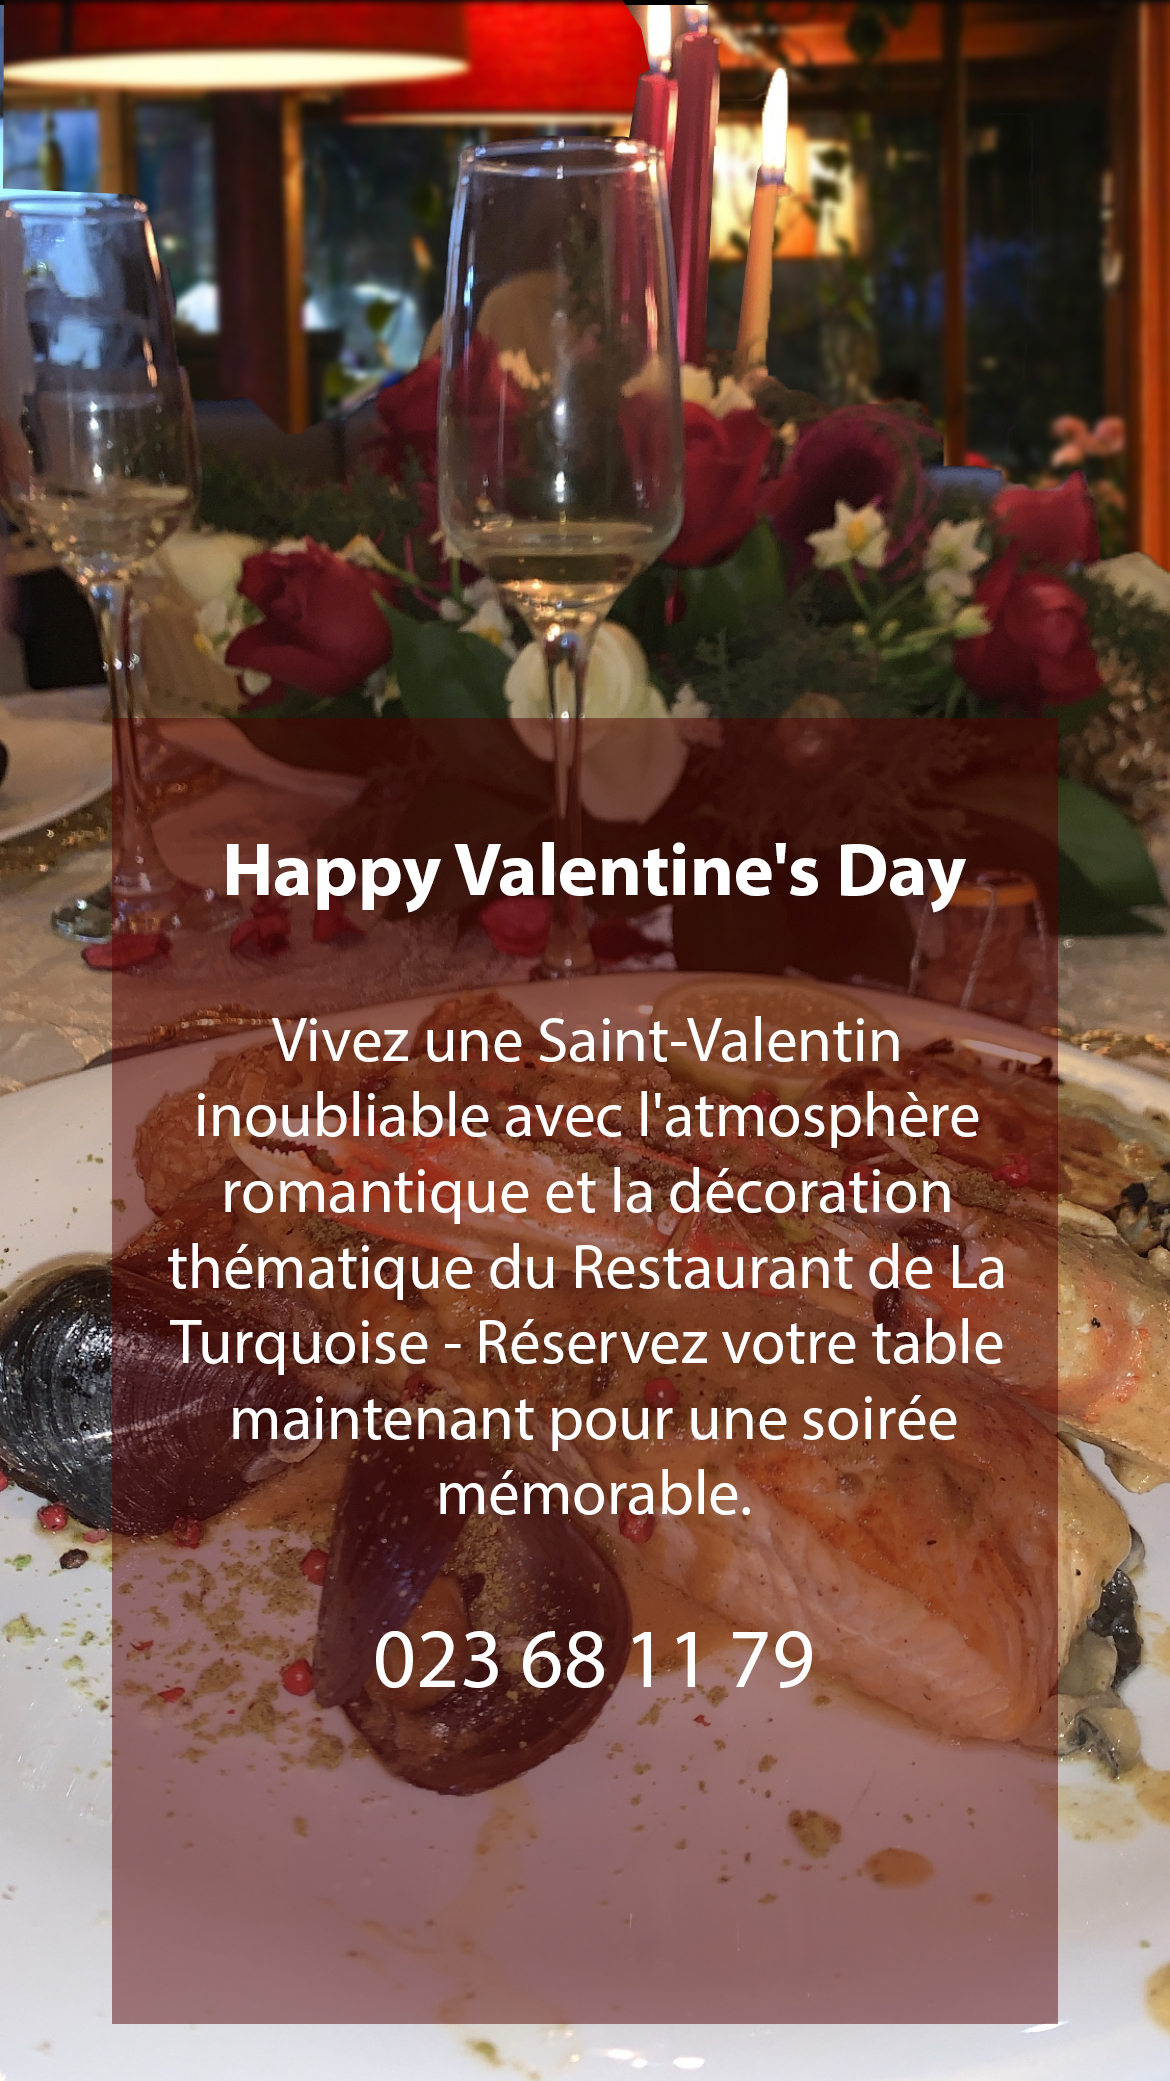 Happy Valentine's Day
Vivez une Saint-Valentin
inoubliable avec l'atmosphère
romantique et la décoration
thématique du Restaurant de La
Turquoise - Réservez votre table
maintenant pour une soirée
mémorable.
023 68 11 79